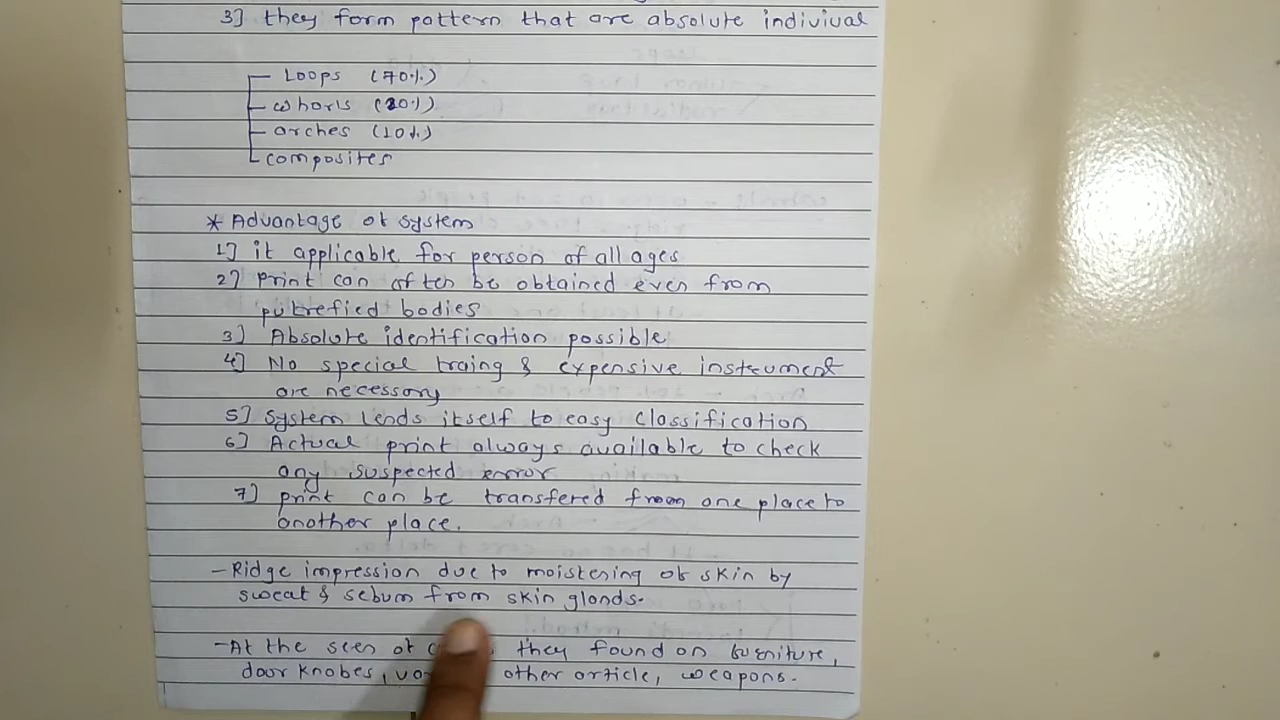 3] they form pattern that are absolute indiviual
Loops (70%)
whorls (20%)
arches (10%)
composites
* Advantage of system
1] it applicable for person of all ages
2] print can often be obtained even from
putrefied bodies
3] Absolute identification possible
4] No special traing & expensive instrument
are necessory
5] System lends itself to easy classification
6] Actual print always available to check
any suspected error
7] print can be transfered from one place to
another place.
- Ridge impression due to moistening of skin by
sweat & sebum from skin glands.
- At the seen of they found on furniture,
door knobes, other article, weapons.